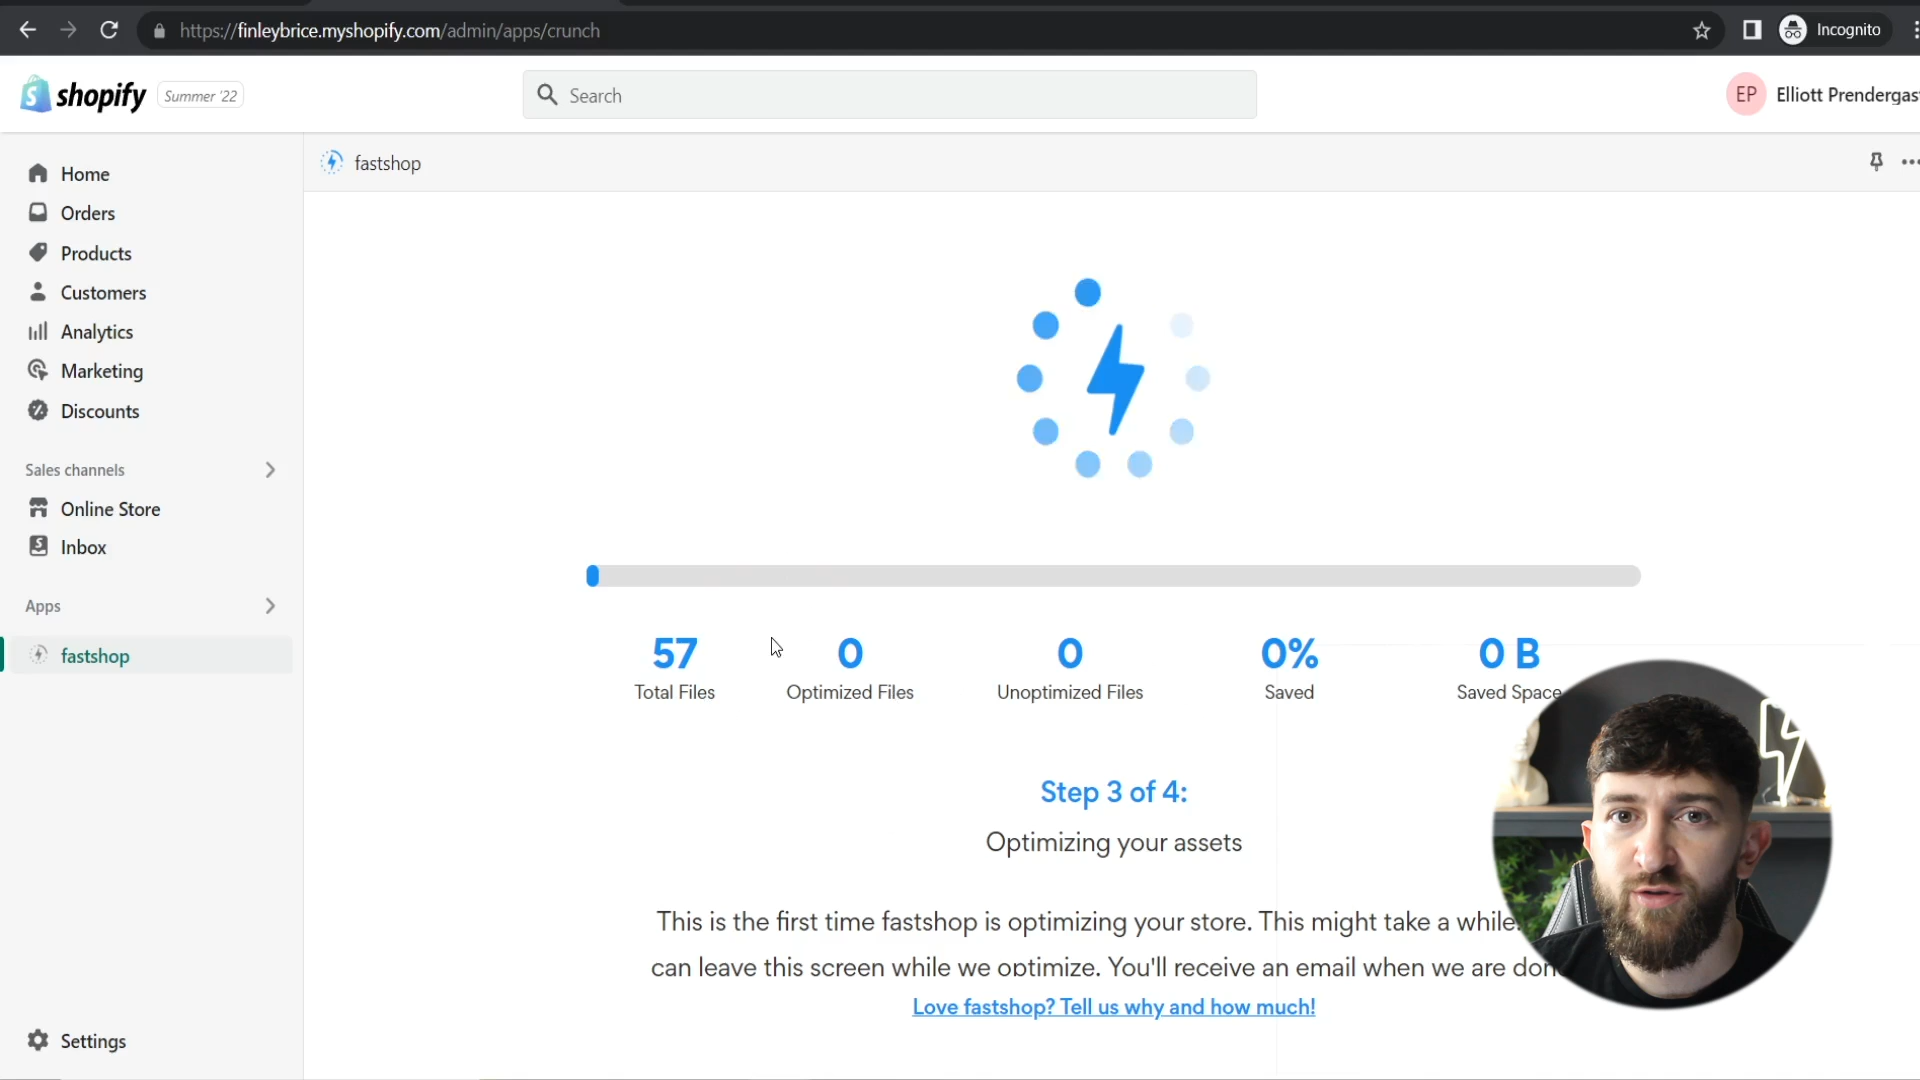 https://finleybrice.myshopify.com/admin/apps/crunch
Incognito
shopify
Summer '22
Search
EP
Elliott Prendergas
Home
Orders
Products
Customers
Analytics
Marketing
Discounts
Sales channels
Online Store
Inbox
Apps
fastshop
Settings
fastshop
57
Total Files
0
Optimized Files
0
Unoptimized Files
0%
Saved
0 B
Saved Space
Step 3 of 4:
Optimizing your assets
This is the first time fastshop is optimizing your store. This might take a while.
can leave this screen while we optimize. You'll receive an email when we are don
Love fastshop? Tell us why and how much!